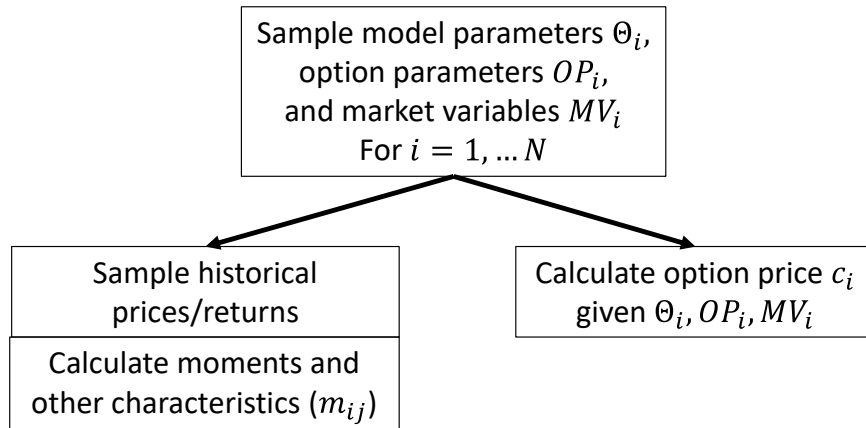 Sample model parameters Θ_i,
option parameters OP_i,
and market variables MV_i
For i = 1, … N
Sample historical
prices/returns
Calculate moments and
other characteristics (m_ij)
Calculate option price c_i
given Θ_i, OP_i, MV_i